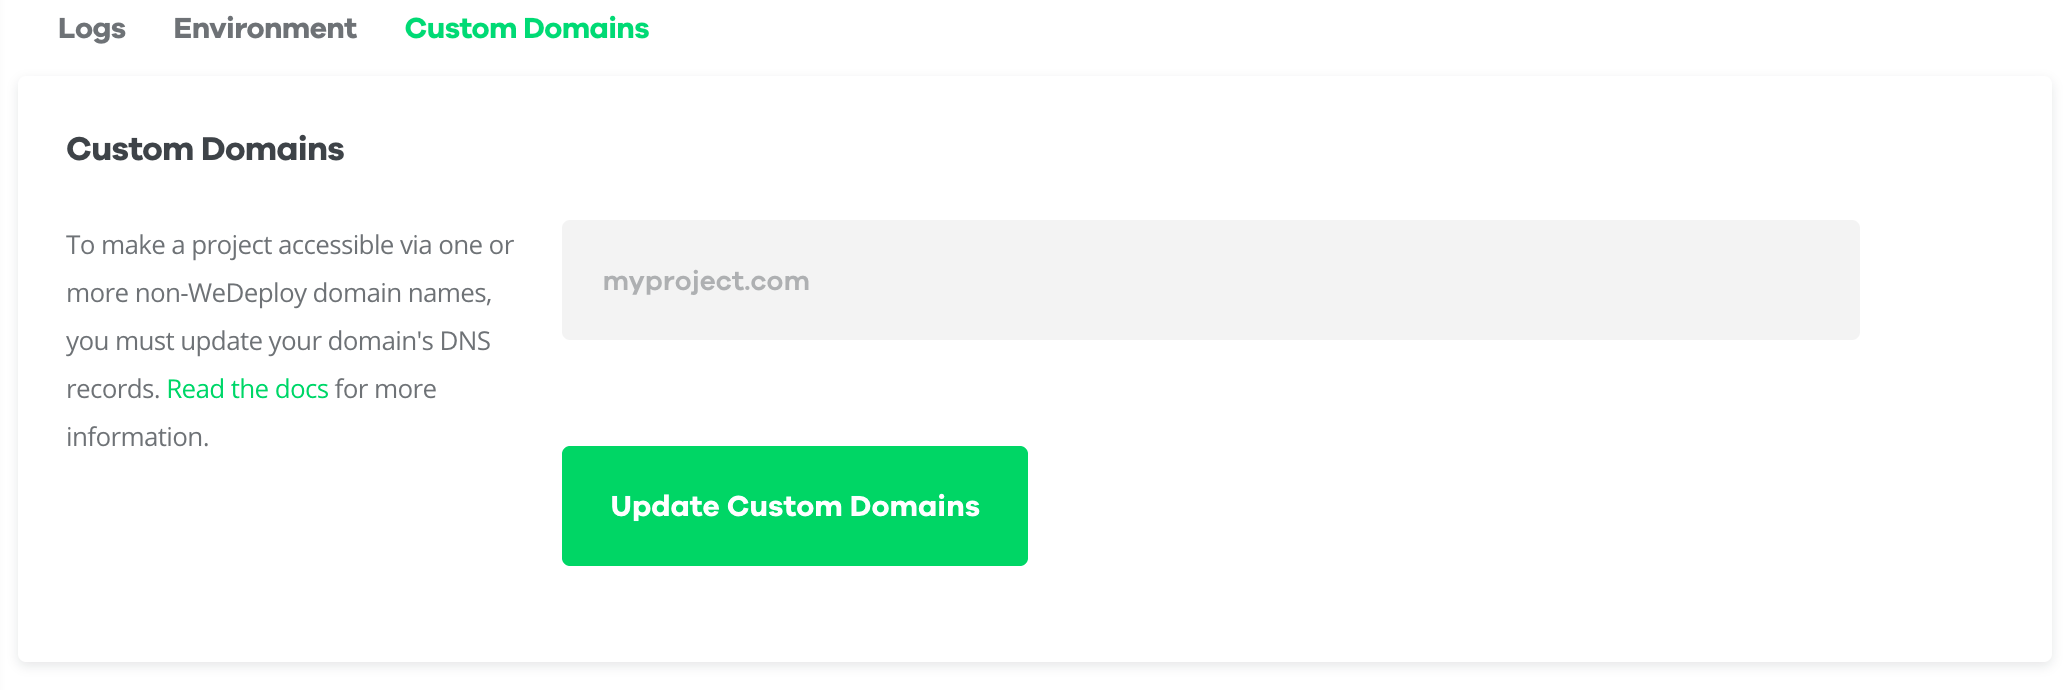 Logs Environment Custom Domains
Custom Domains
To make a project accessible via one or
more non-WeDeploy domain names,
you must update your domain's DNS
records. Read the docs for more
information.
myproject.com
Update Custom Domains